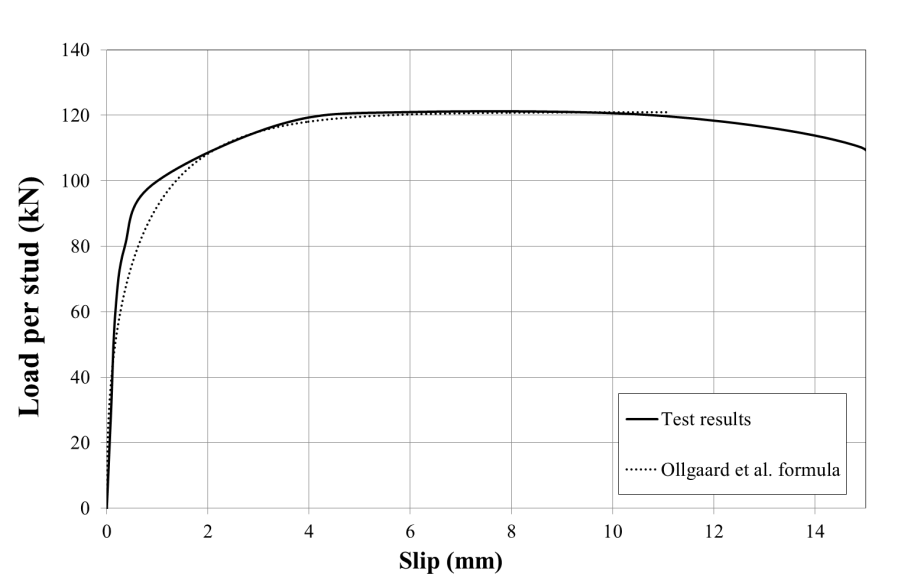 140
120
100
80
60
40
20
0
Load per stud (kN)
0 2 4 6 8 10 12 14
Slip (mm)
Test results
Ollgaard et al. formula